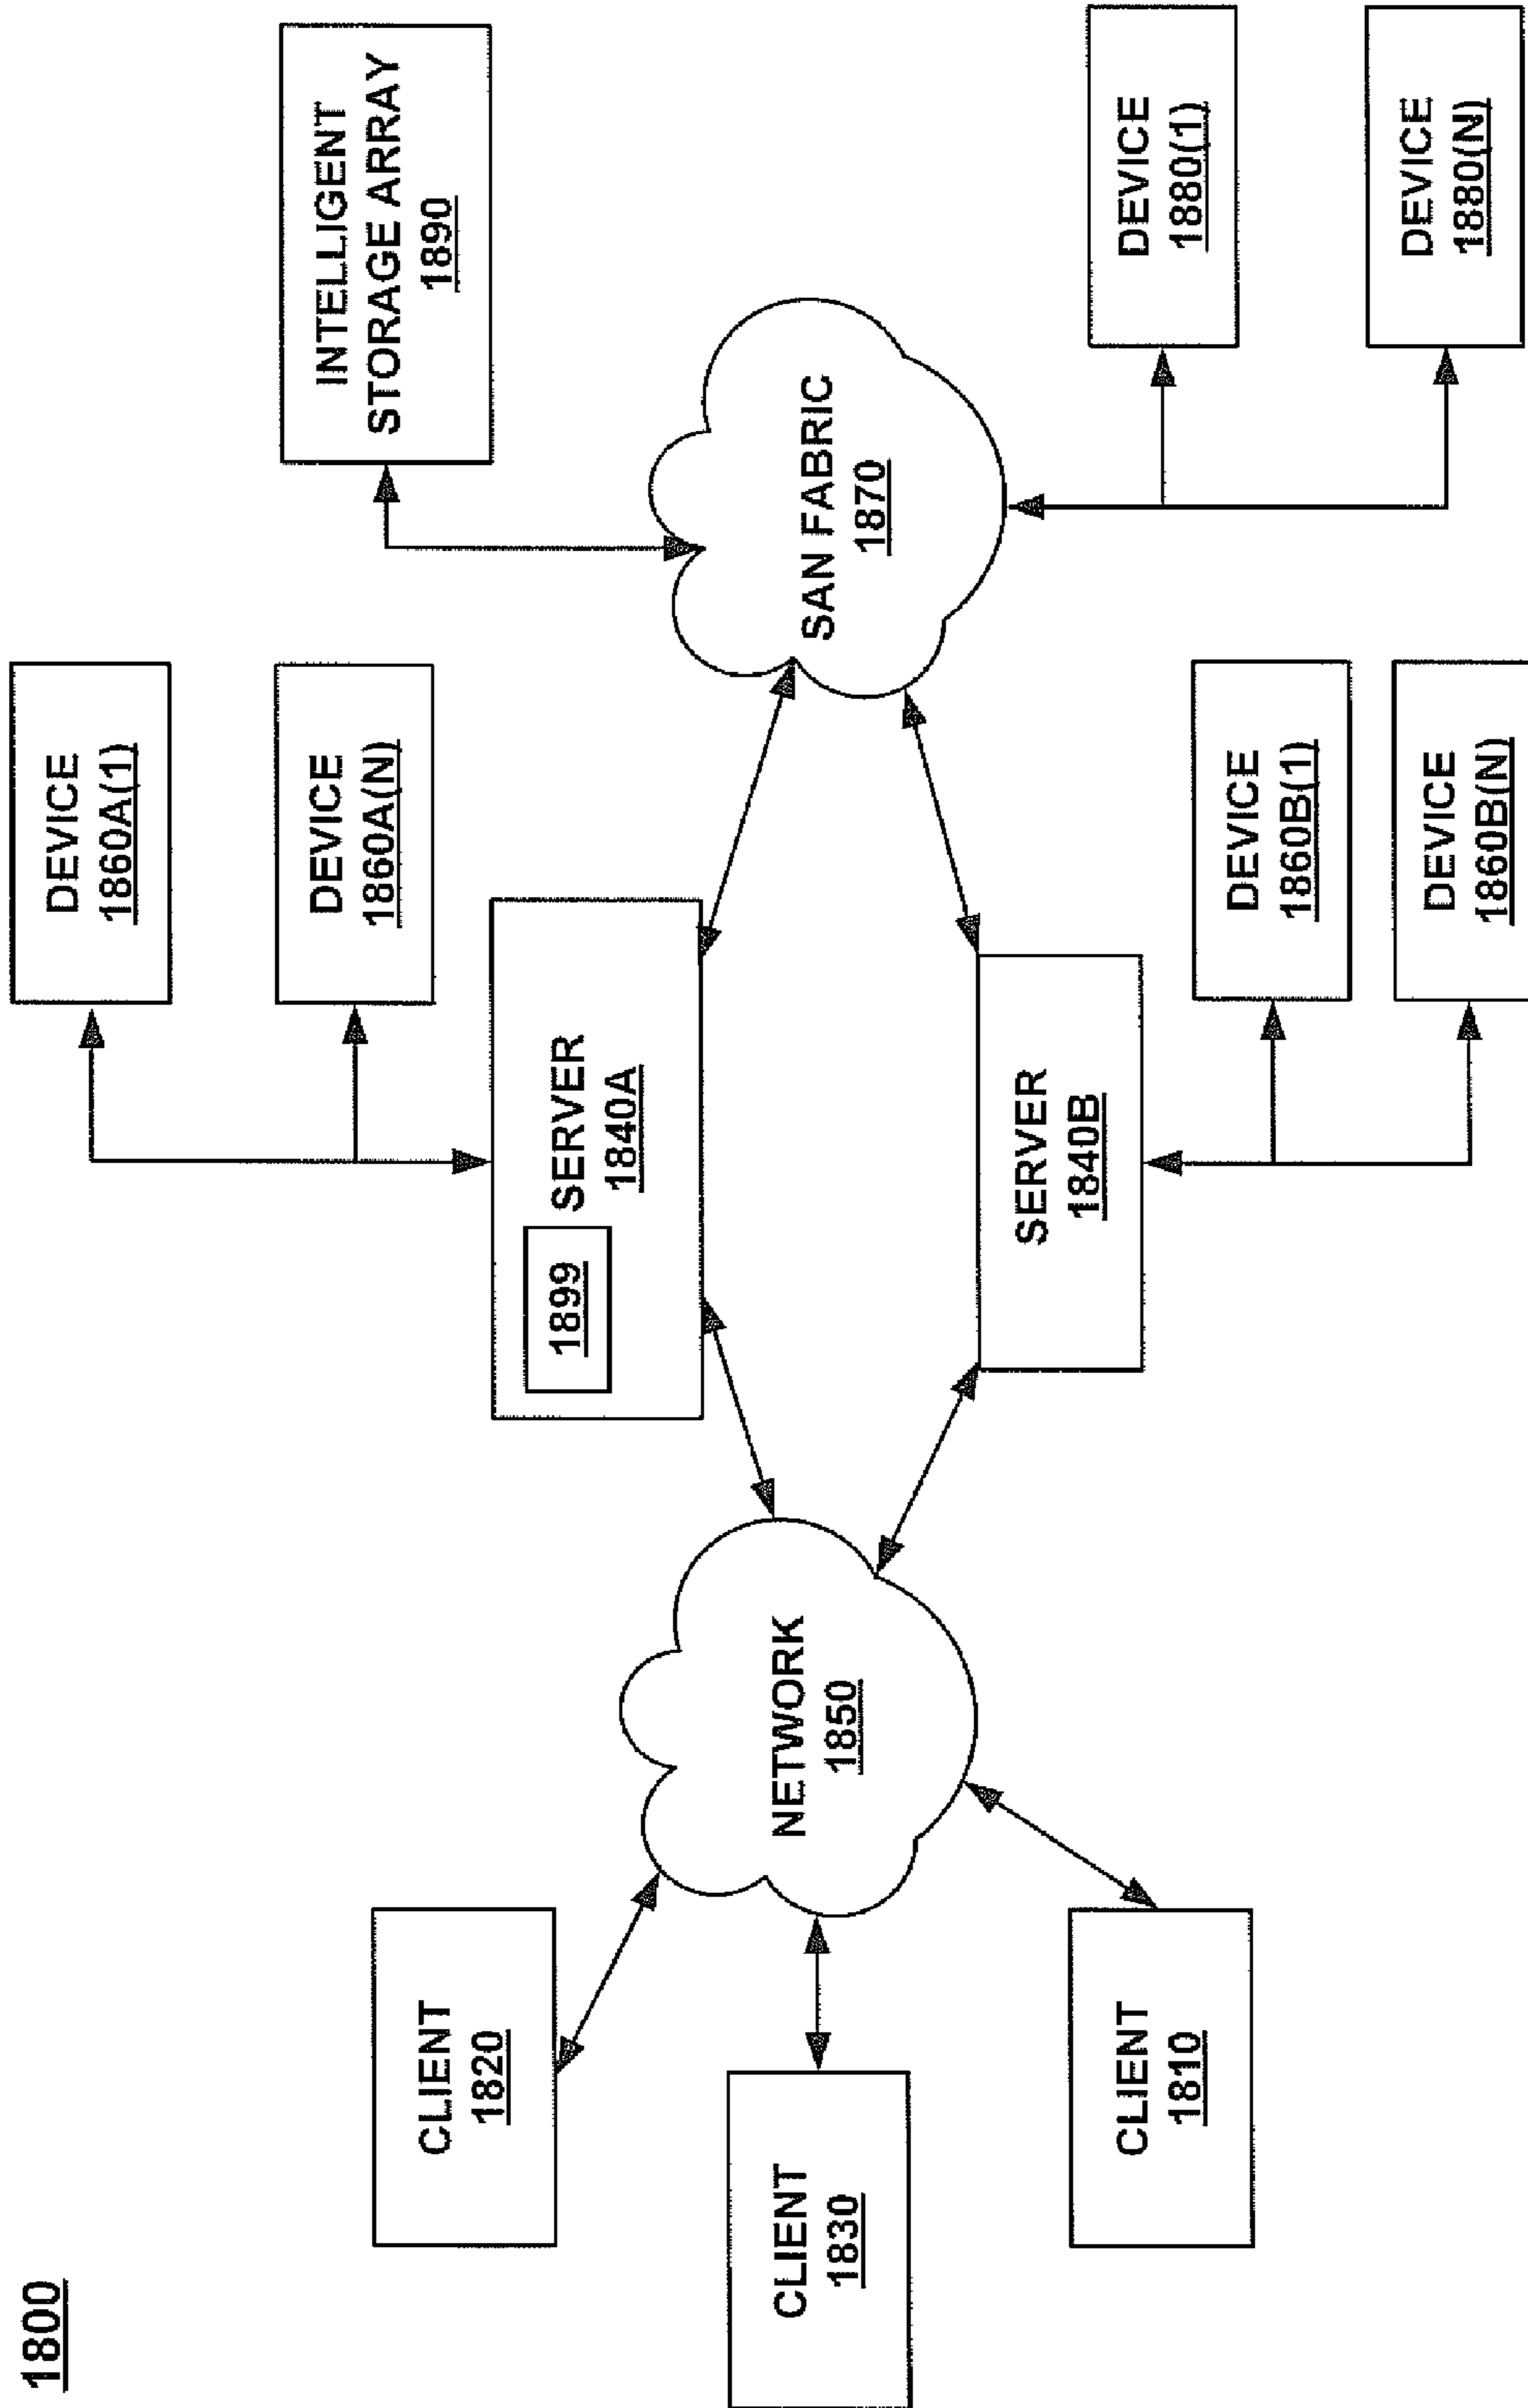 1800
DEVICE
1860A(1)
DEVICE
1860A(N)
INTELLIGENT
STORAGE ARRAY
1890
CLIENT
1820
1899
SERVER
1840A
CLIENT
1830
NETWORK
1850
SAN FABRIC
1870
CLIENT
1810
SERVER
1840B
DEVICE
1860B(1)
DEVICE
1860B(N)
DEVICE
1880(1)
DEVICE
1880(N)